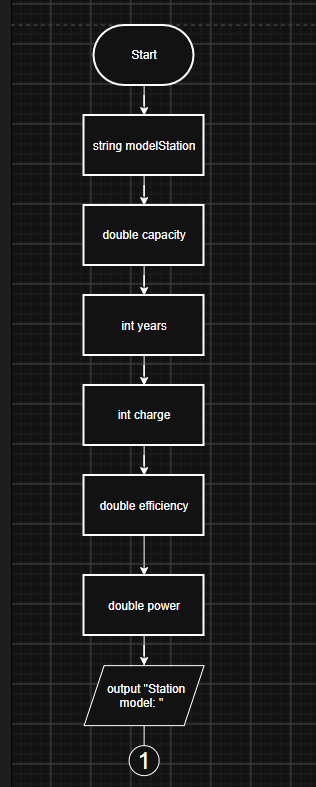 Start
string modelStation
double capacity
int years
int charge
double efficiency
double power
output "Station
model: "
1